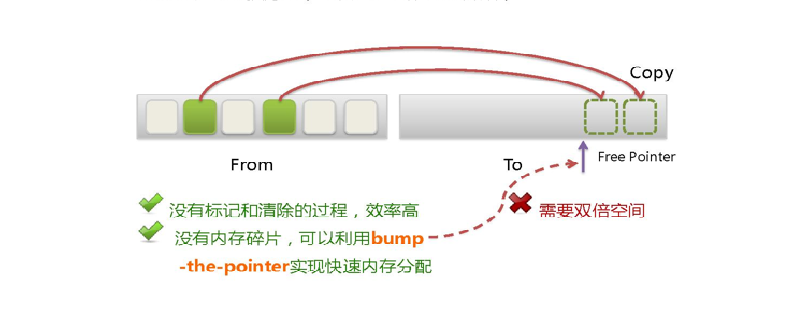 Copy
From
To
Free Pointer
没有标记和清除的过程，效率高
需要双倍空间
没有内存碎片，可以利用bump
-the-pointer实现快速内存分配